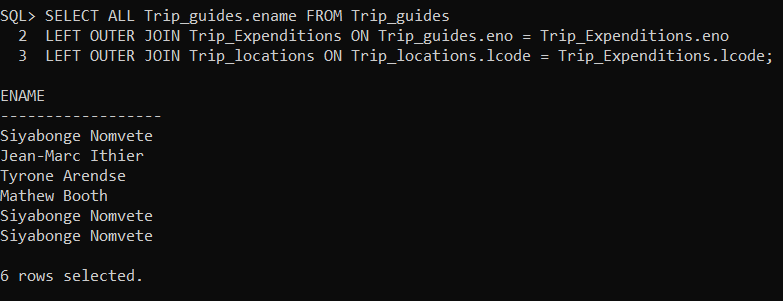 SQL> SELECT ALL Trip_guides.ename FROM Trip_guides
2 LEFT OUTER JOIN Trip_Expenditions ON Trip_guides.eno = Trip_Expenditions.eno
3 LEFT OUTER JOIN Trip_locations ON Trip_locations.lcode = Trip_Expenditions.lcode;
ENAME
------------------
Siyabonge Nomvete
Jean-Marc Ithier
Tyrone Arendse
Mathew Booth
Siyabonge Nomvete
Siyabonge Nomvete
6 rows selected.